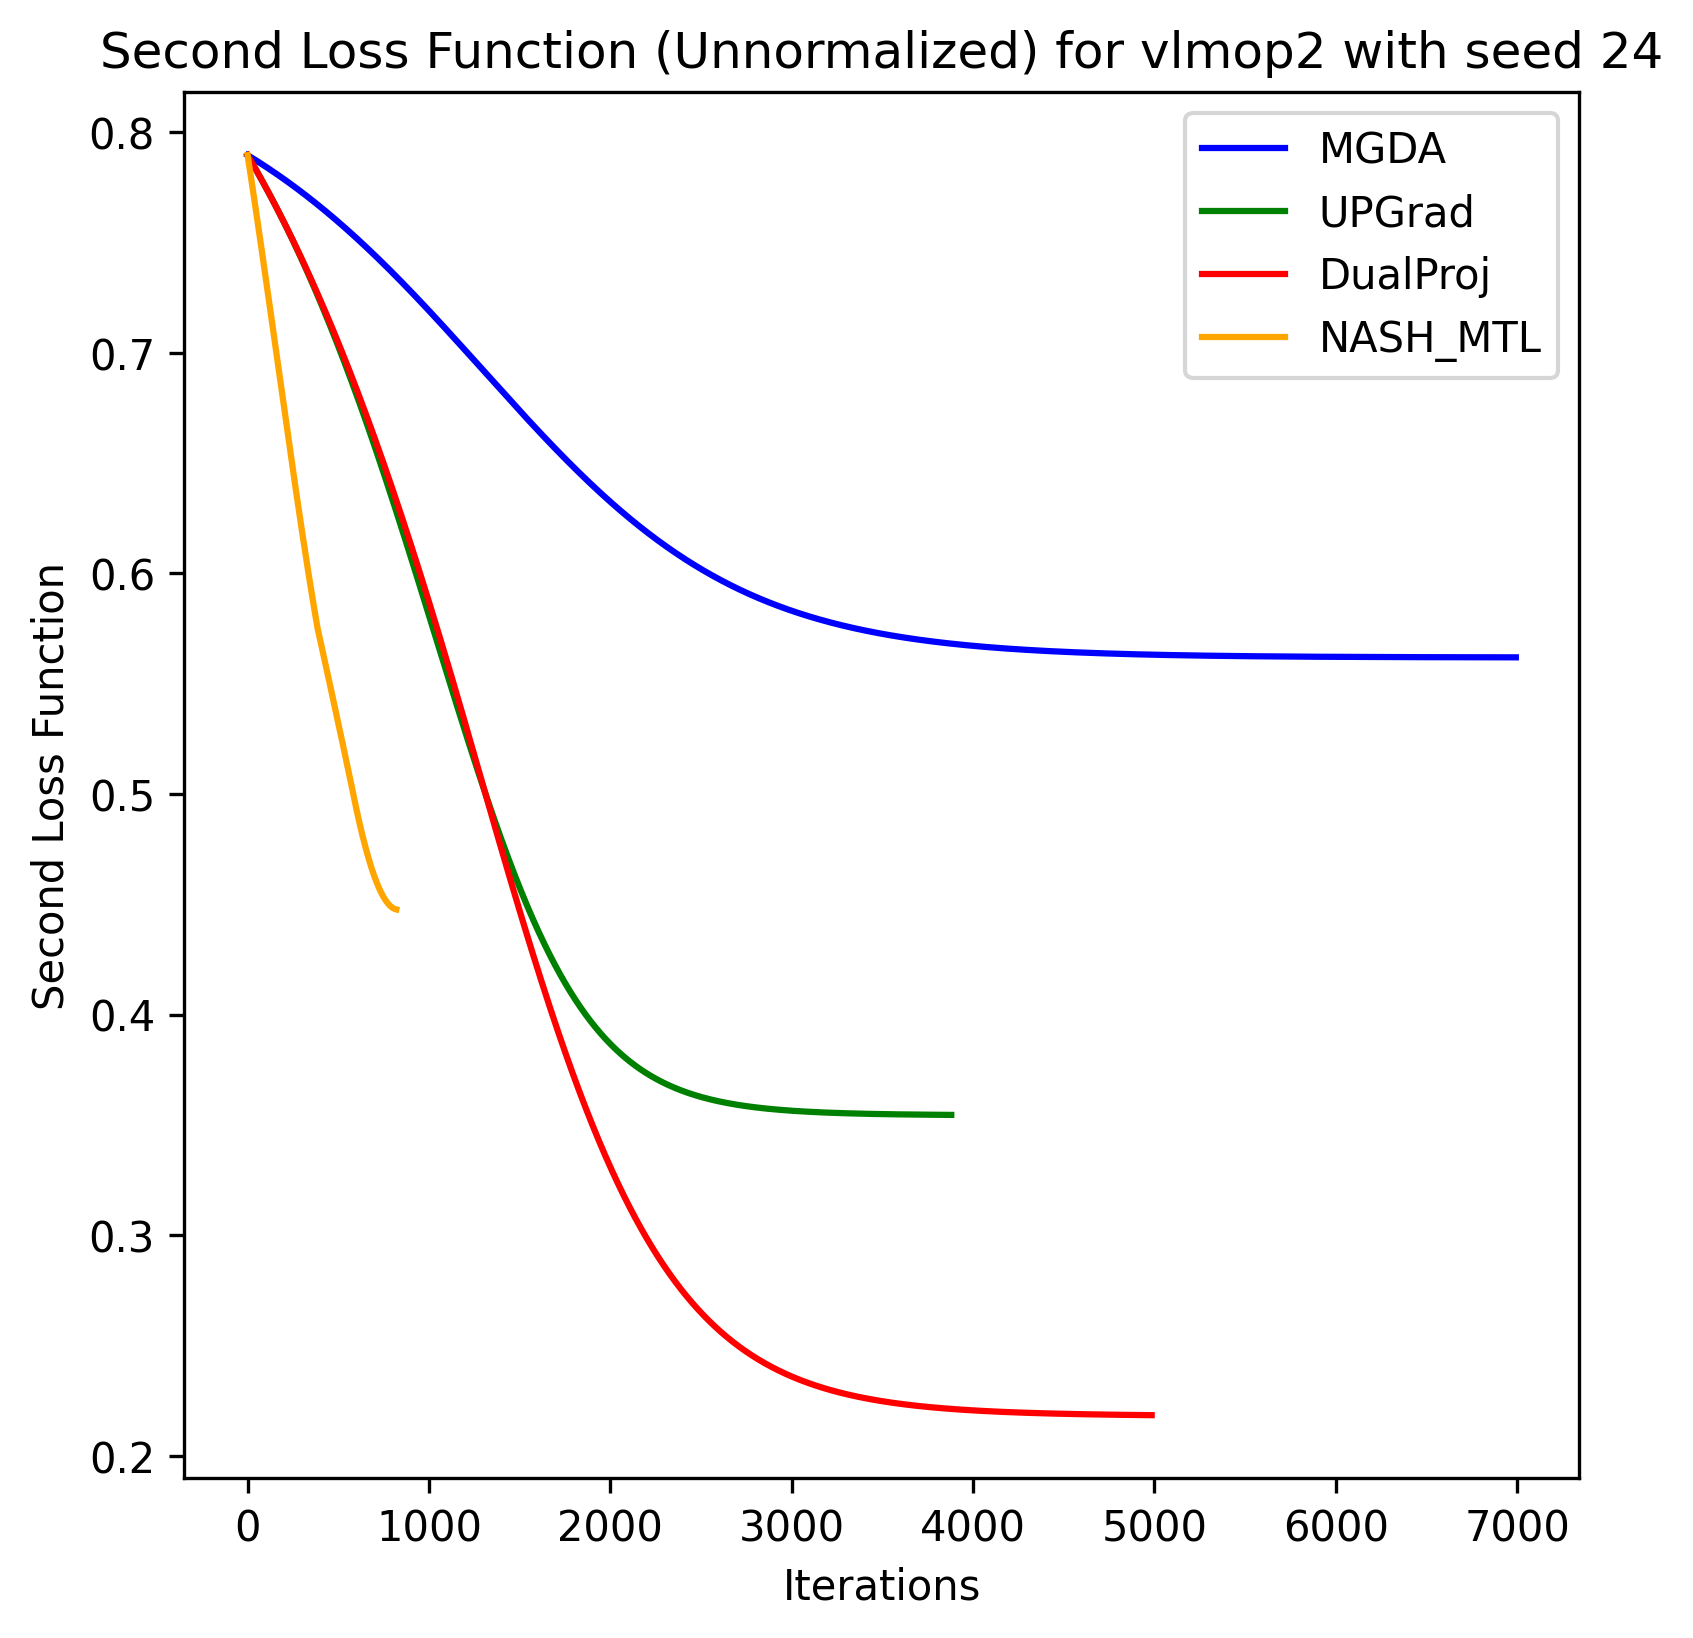 Second Loss Function (Unnormalized) for vlmop2 with seed 24
MGDA
UPGrad
DualProj
NASH_MTL
Second Loss Function
0.8
0.7
0.6
0.5
0.4
0.3
0.2
0 1000 2000 3000 4000 5000 6000 7000
Iterations